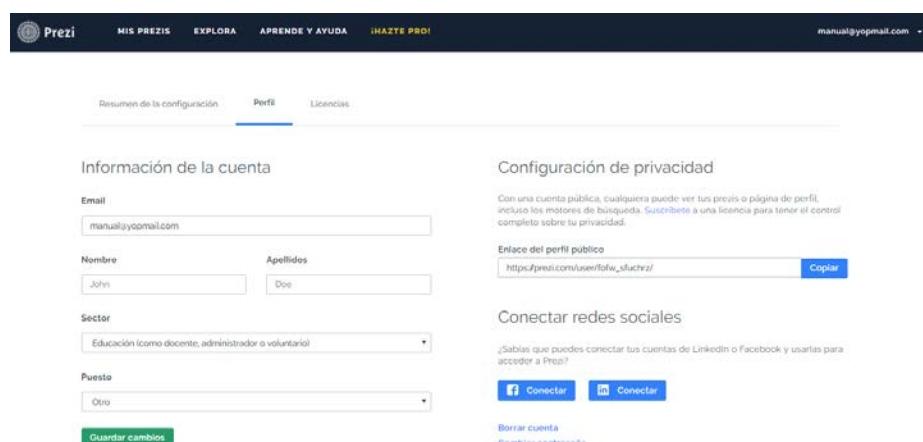 Prezi MIS PREZIS EXPLORA APRENDE Y AYUDA ¡HAZTE PRO! manual@yopmail.com
Resumen de la configuración Perfil Licencias
Información de la cuenta
Email
manual@yopmail.com
Nombre Apellidos
John Doe
Sector
Educación (como docente, administrador o voluntario)
Puesto
Otro
Guardar cambios
Configuración de privacidad
Con una cuenta pública, cualquiera puede ver tus prezis o página de perfil,
incluso los motores de búsqueda. Suscríbete a una licencia para tener el control
completo sobre tu privacidad.
Enlace del perfil público
https://prezi.com/user/fofw_sfuchrz/ Copiar
Conectar redes sociales
¿Sabías que puedes conectar tus cuentas de LinkedIn o Facebook y usarlas para
acceder a Prezi?
Conectar Conectar
Borrar cuenta
Cambiar contraseña